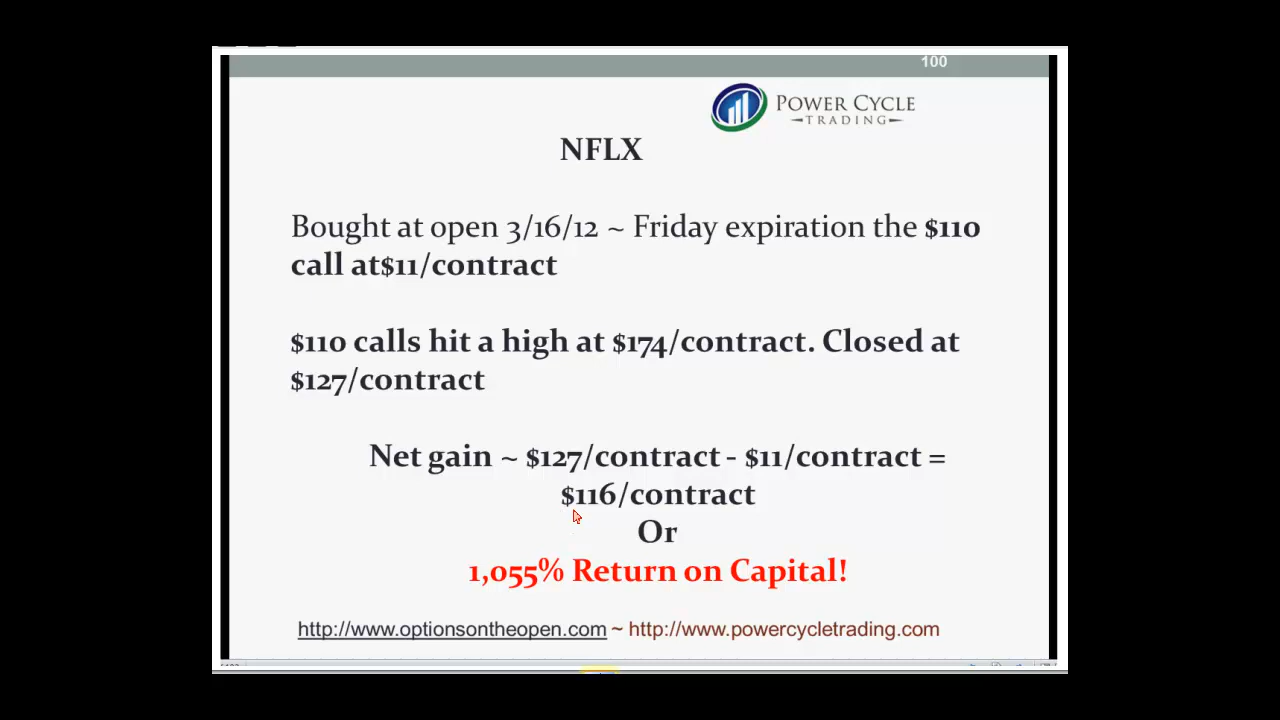 100
POWER CYCLE
TRADING
NFLX
Bought at open 3/16/12 ~ Friday expiration the $110
call at$11/contract
$110 calls hit a high at $174/contract. Closed at
$127/contract
Net gain ~ $127/contract - $11/contract =
$116/contract
Or
1,055% Return on Capital!
http://www.optionsontheopen.com ~ http://www.powercycletrading.com